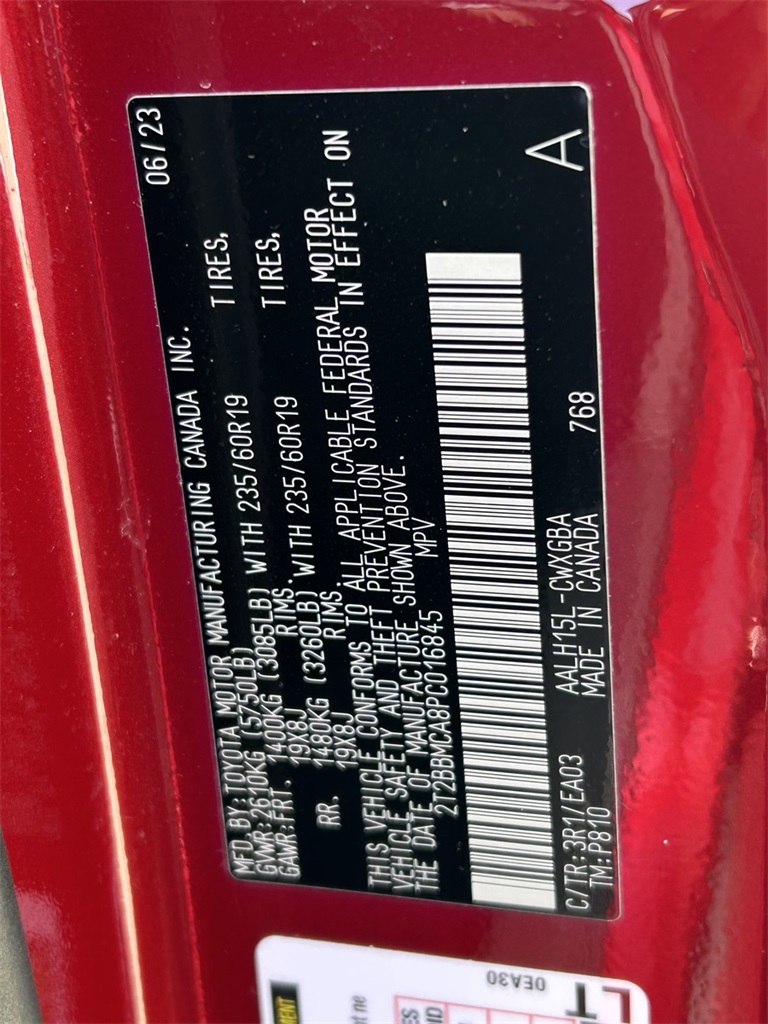 MFD. BY: TOYOTA MOTOR MANUFACTURING CANADA INC. 06/23
GVWR: 2610KG (5750LB)
GAWR: FRT. 1400KG (3085LB) WITH 235/60R19 TIRES,
19X8J RIMS.
RR. 1480KG (3260LB) WITH 235/60R19 TIRES,
19X8J RIMS
THIS VEHICLE CONFORMS TO ALL APPLICABLE FEDERAL MOTOR
VEHICLE SAFETY AND THEFT PREVENTION STANDARDS IN EFFECT ON
THE DATE OF MANUFACTURE SHOWN ABOVE.
2T2BBMCA8PC016845 MPV
A
C/TR:3R1/EA03 AALH15L-CWXGBA
TM:P810 MADE IN CANADA 768
0EA30